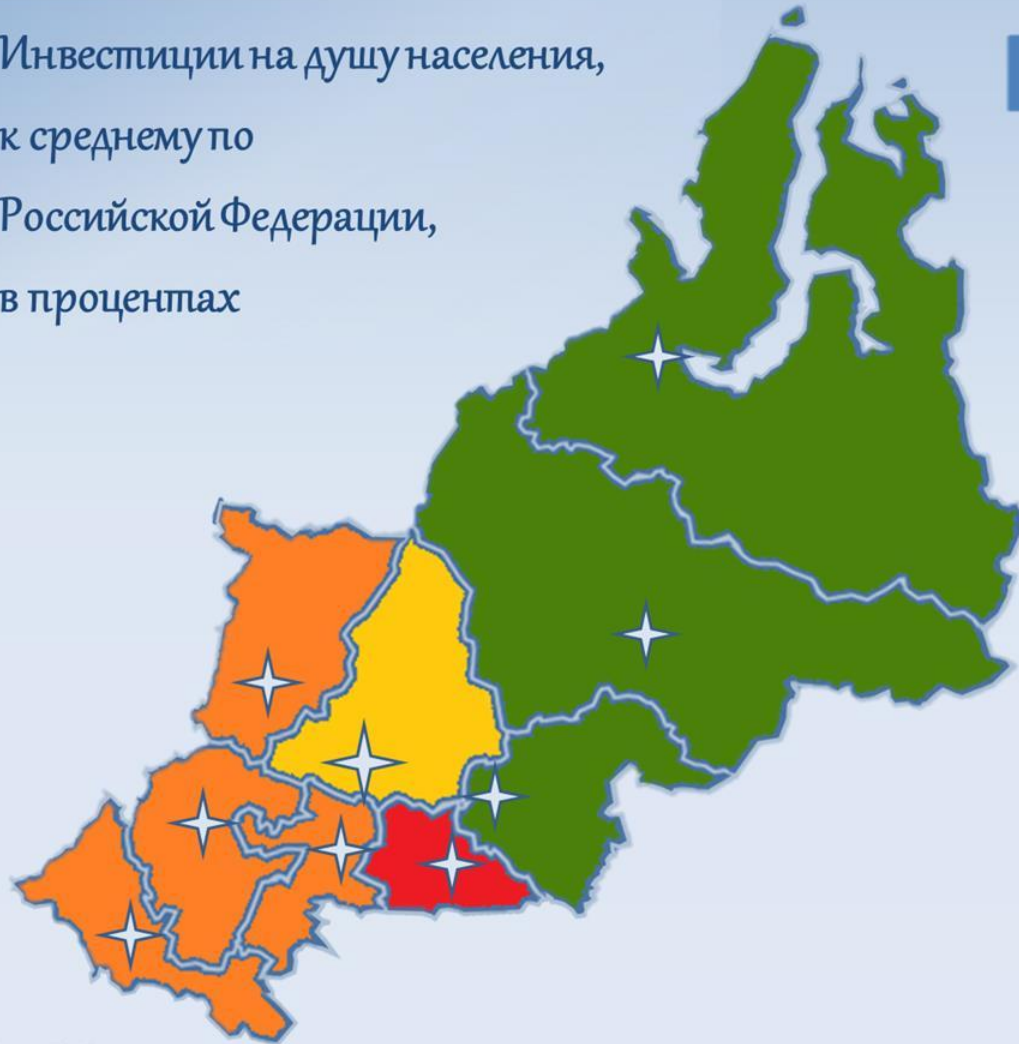 Инвестиции на душу населения,
к среднему по
Российской Федерации,
в процентах